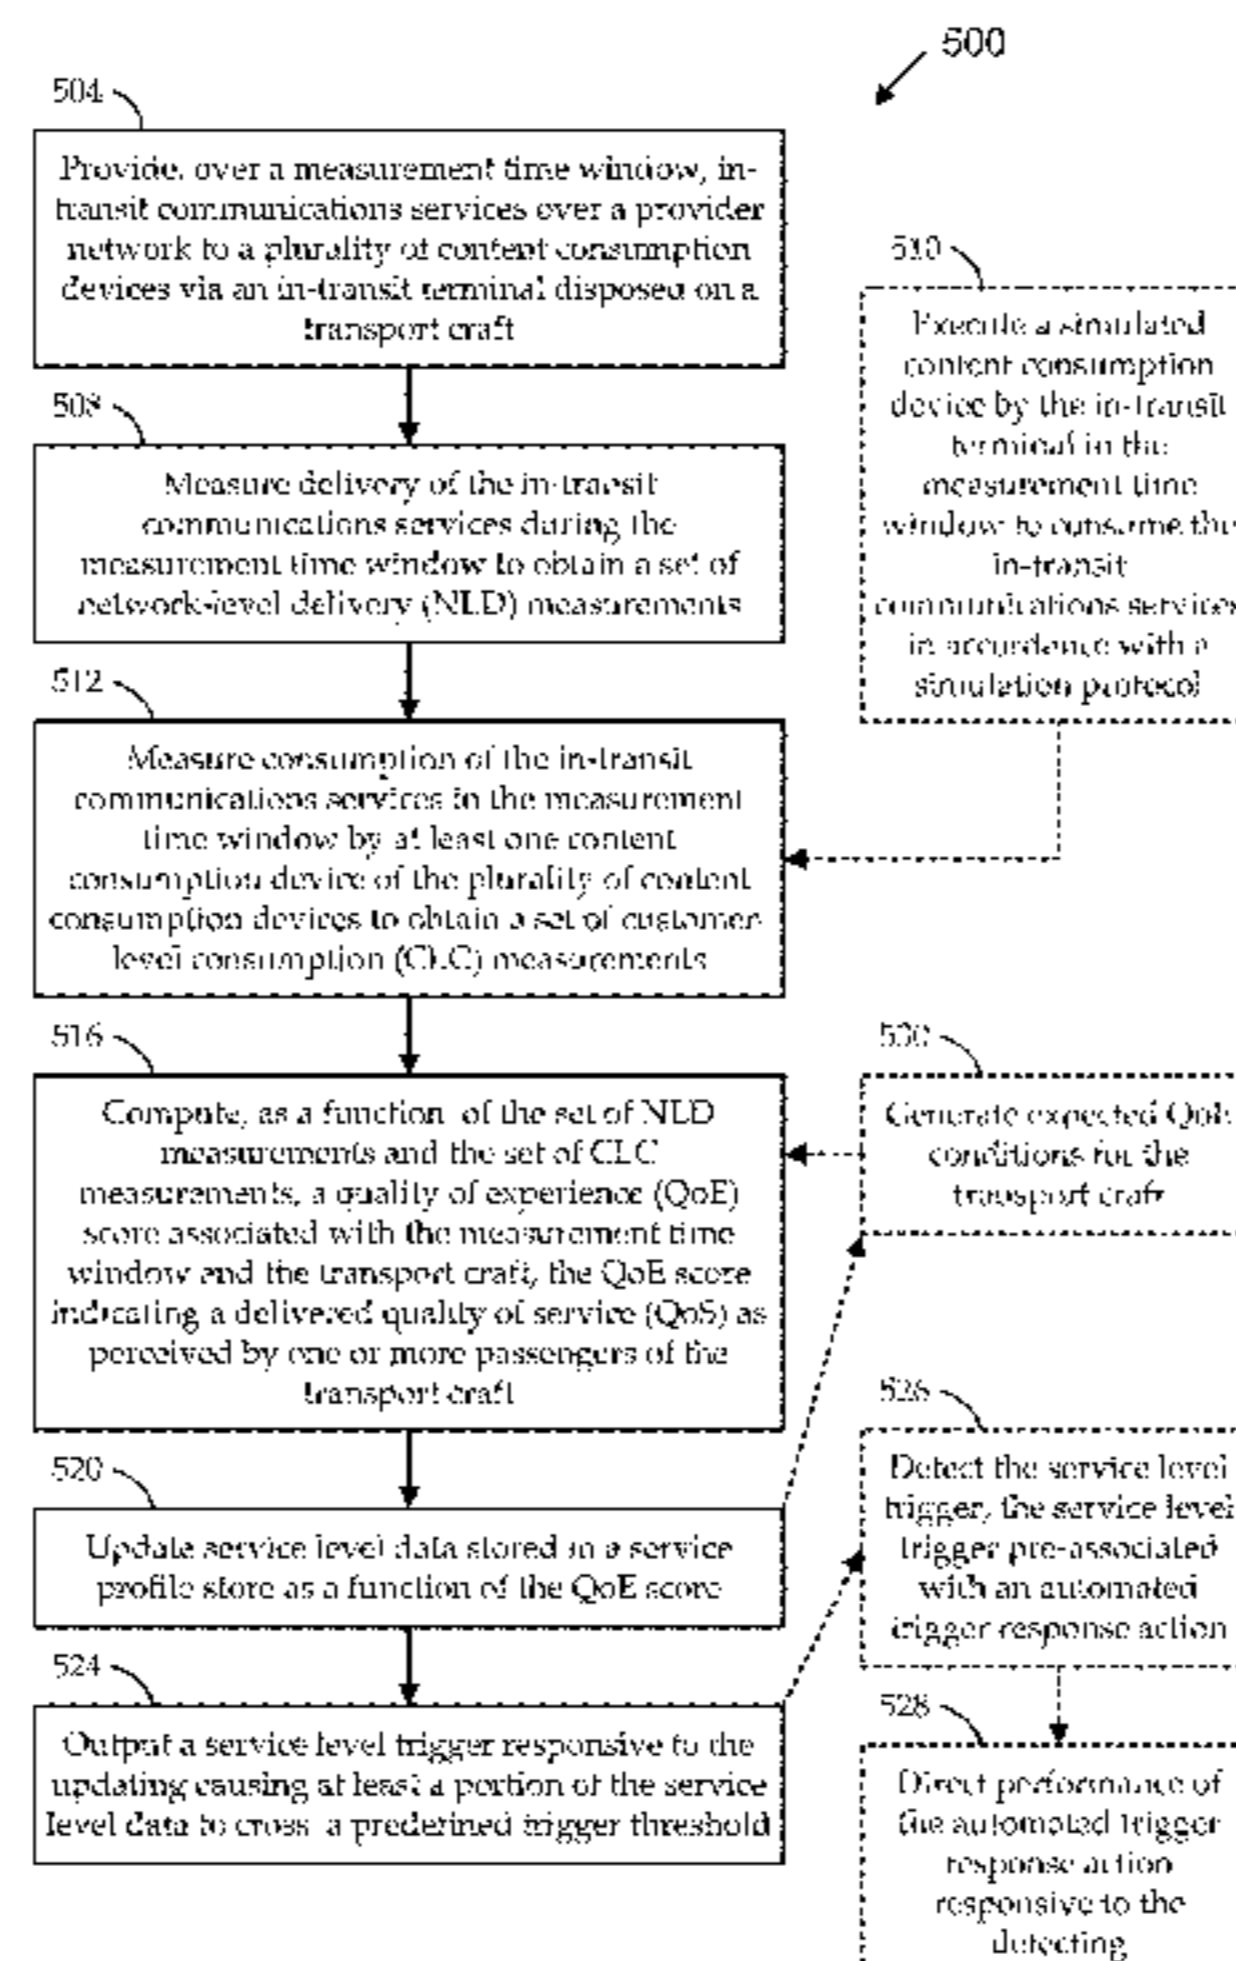 500
504
Provide, over a measurement time window, in-
transit communications services over a provider
network to a plurality of content consumption
devices via an in-transit terminal disposed on a
transport craft
508
Measure delivery of the in-transit
communications services during the
measurement time window to obtain a set of
network-level delivery (NLD) measurements
510
Execute a simulated
content consumption
device by the in-transit
terminal in the
measurement time
window to consume the
in-transit
communications services
in accordance with a
simulation protocol
512
Measure consumption of the in-transit
communications services in the measurement
time window by at least one content
consumption device of the plurality of content
consumption devices to obtain a set of customer-
level consumption (CLC) measurements
516
Compute, as a function of the set of NLD
measurements and the set of CLC
measurements, a quality of experience (QoE)
score associated with the measurement time
window and the transport craft, the QoE score
indicating a delivered quality of service (QoS) as
perceived by one or more passengers of the
transport craft
530
Generate expected QoE
conditions for the
transport craft
520
Update service level data stored in a service
profile store as a function of the QoE score
524
Output a service level trigger responsive to the
updating causing at least a portion of the service
level data to cross a predefined trigger threshold
526
Detect the service level
trigger, the service level
trigger pre-associated
with an automated
trigger response action
528
Direct performance of
the automated trigger
response action
responsive to the
detecting